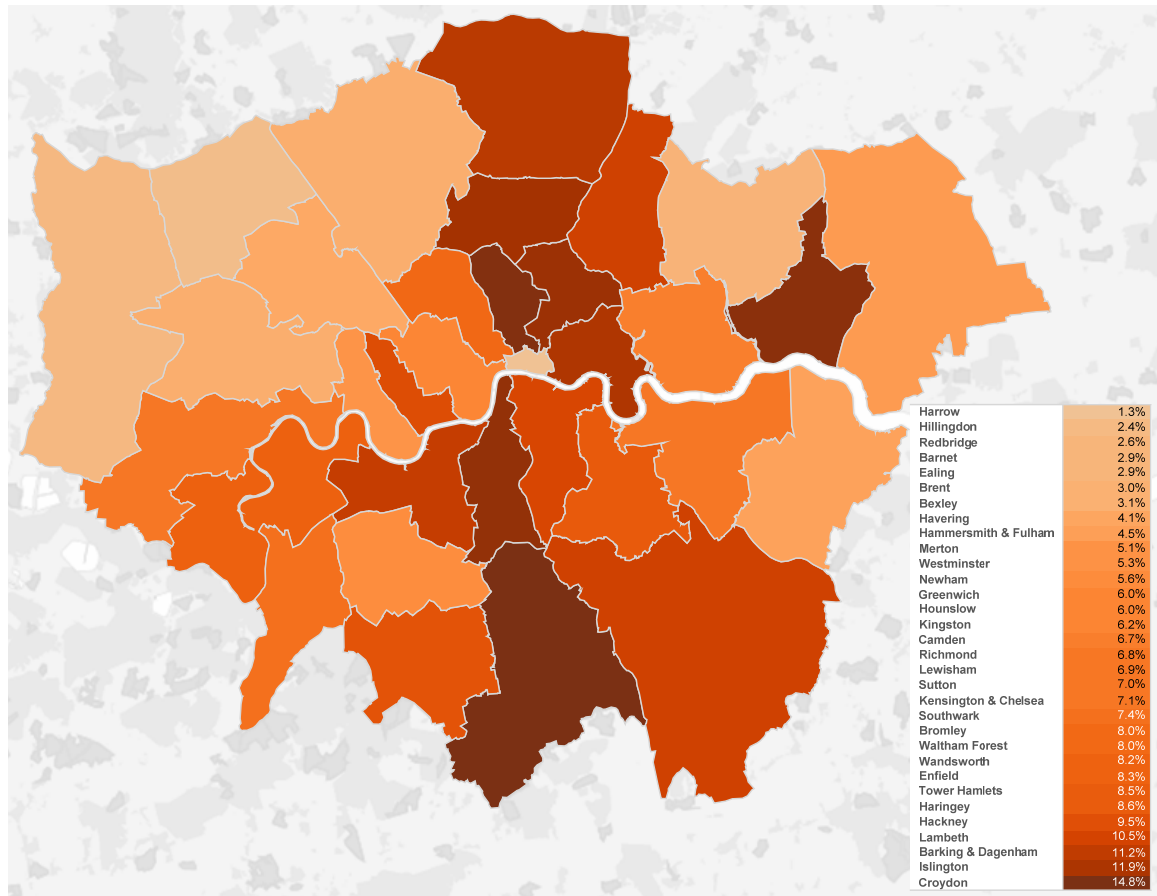 Harrow 1.3%
Hillingdon 2.4%
Redbridge 2.6%
Barnet 2.9%
Ealing 2.9%
Brent 3.0%
Bexley 3.1%
Havering 4.1%
Hammersmith & Fulham 4.5%
Merton 5.1%
Westminster 5.3%
Newham 5.6%
Greenwich 6.0%
Hounslow 6.0%
Kingston 6.2%
Camden 6.7%
Richmond 6.8%
Lewisham 6.9%
Sutton 7.0%
Kensington & Chelsea 7.1%
Southwark 7.4%
Bromley 8.0%
Waltham Forest 8.0%
Wandsworth 8.2%
Enfield 8.3%
Tower Hamlets 8.5%
Haringey 8.6%
Hackney 9.5%
Lambeth 10.5%
Barking & Dagenham 11.2%
Islington 11.9%
Croydon 14.8%